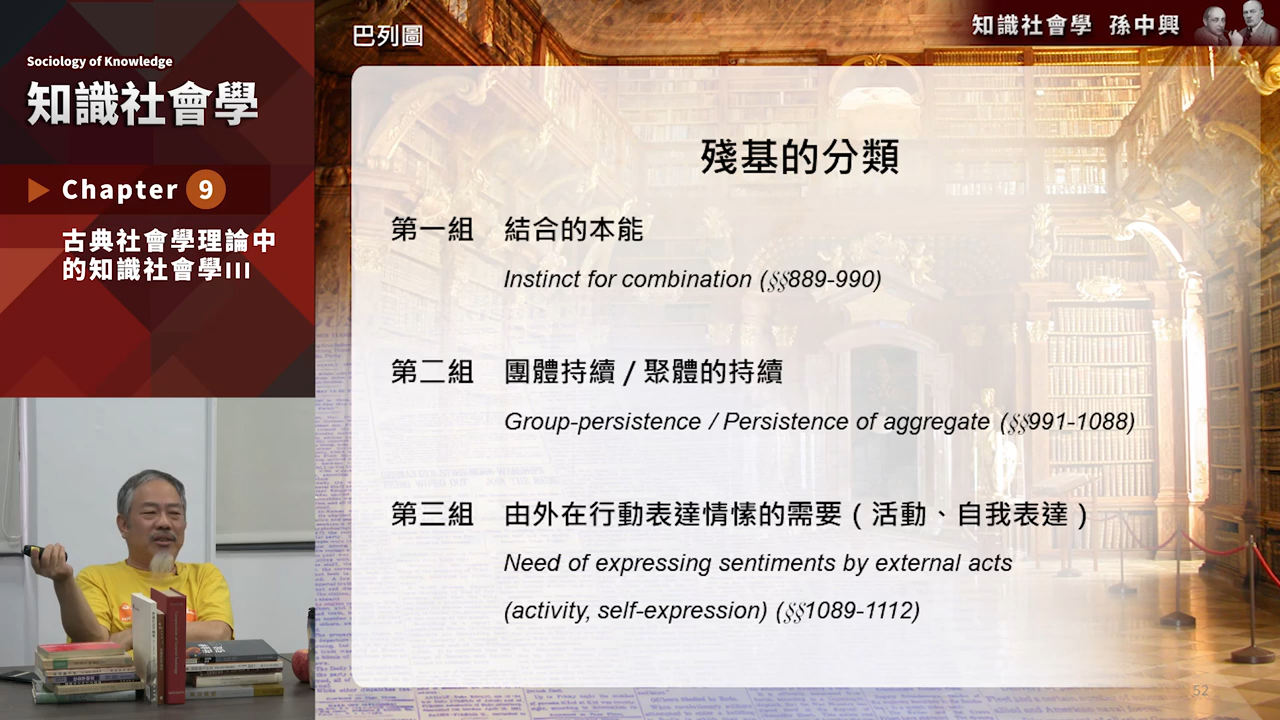 Sociology of Knowledge
知識社會學
Chapter 9
古典社會學理論中
的知識社會學III
巴列圖
知識社會學 孫中興
殘基的分類
第一組 結合的本能
Instinct for combination (§§889-990)
第二組 團體持續 / 聚體的持續
Group-persistence / Persistence of aggregate (§§991-1088)
第三組 由外在行動表達情愫的需要（活動、自我表達）
Need of expressing sentiments by external acts
(activity, self-expression) (§§1089-1112)
52